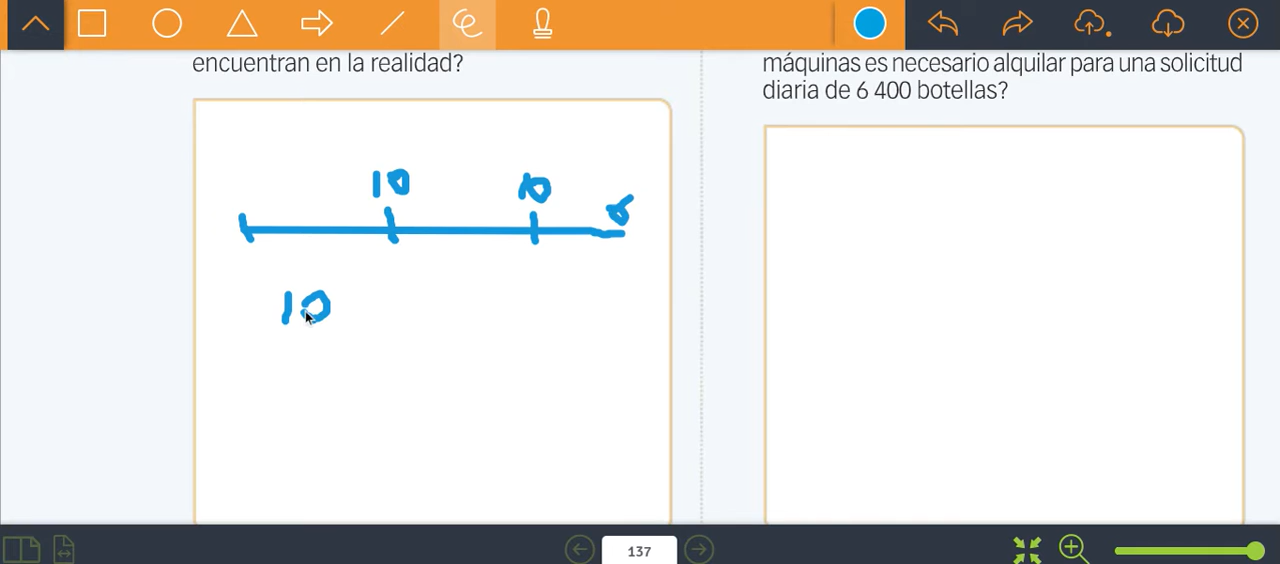 encuentran en la realidad?
10 10
10
máquinas es necesario alquilar para una solicitud
diaria de 6 400 botellas?
137